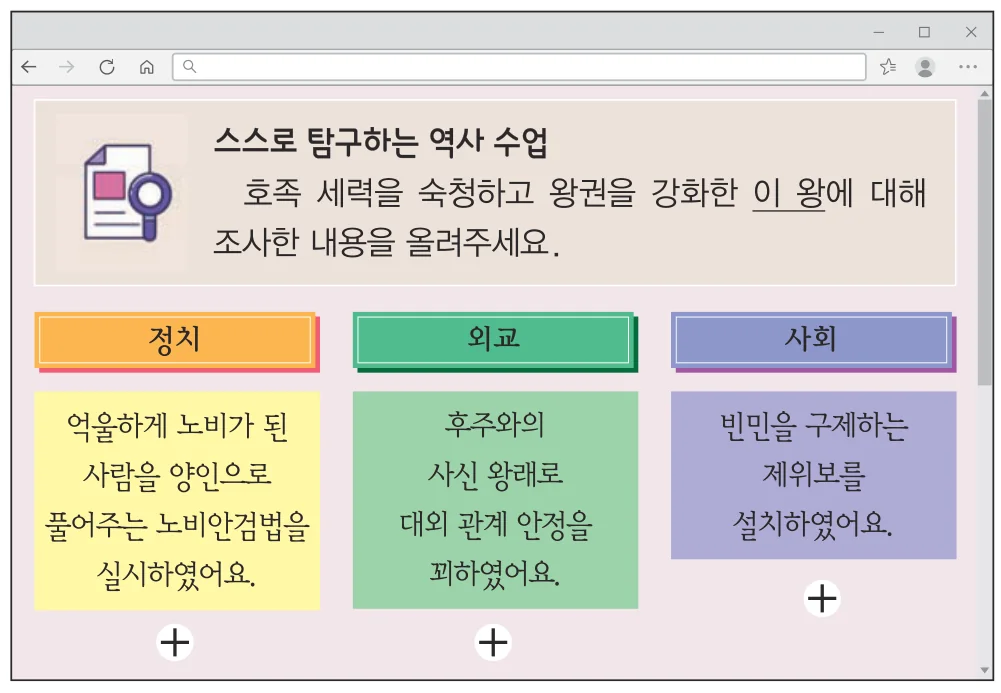 스스로 탐구하는 역사 수업
호족 세력을 숙청하고 왕권을 강화한 이 왕에 대해
조사한 내용을 올려주세요.
정치
억울하게 노비가 된
사람을 양인으로
풀어주는 노비안검법을
실시하였어요.
외교
후주와의
사신 왕래로
대외 관계 안정을
꾀하였어요.
사회
빈민을 구제하는
제위보를
설치하였어요.